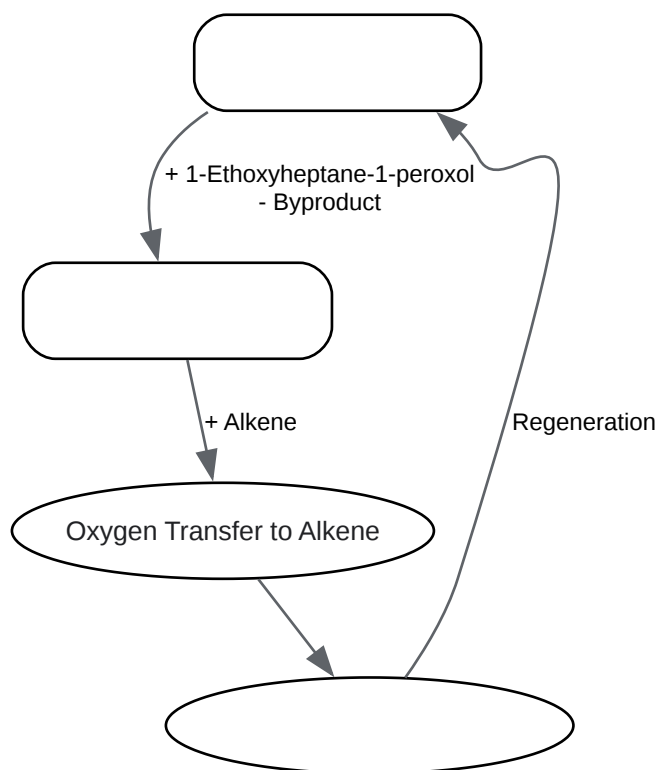 + 1-Ethoxyheptane-1-peroxol
- Byproduct
+ Alkene
Regeneration
Oxygen Transfer to Alkene